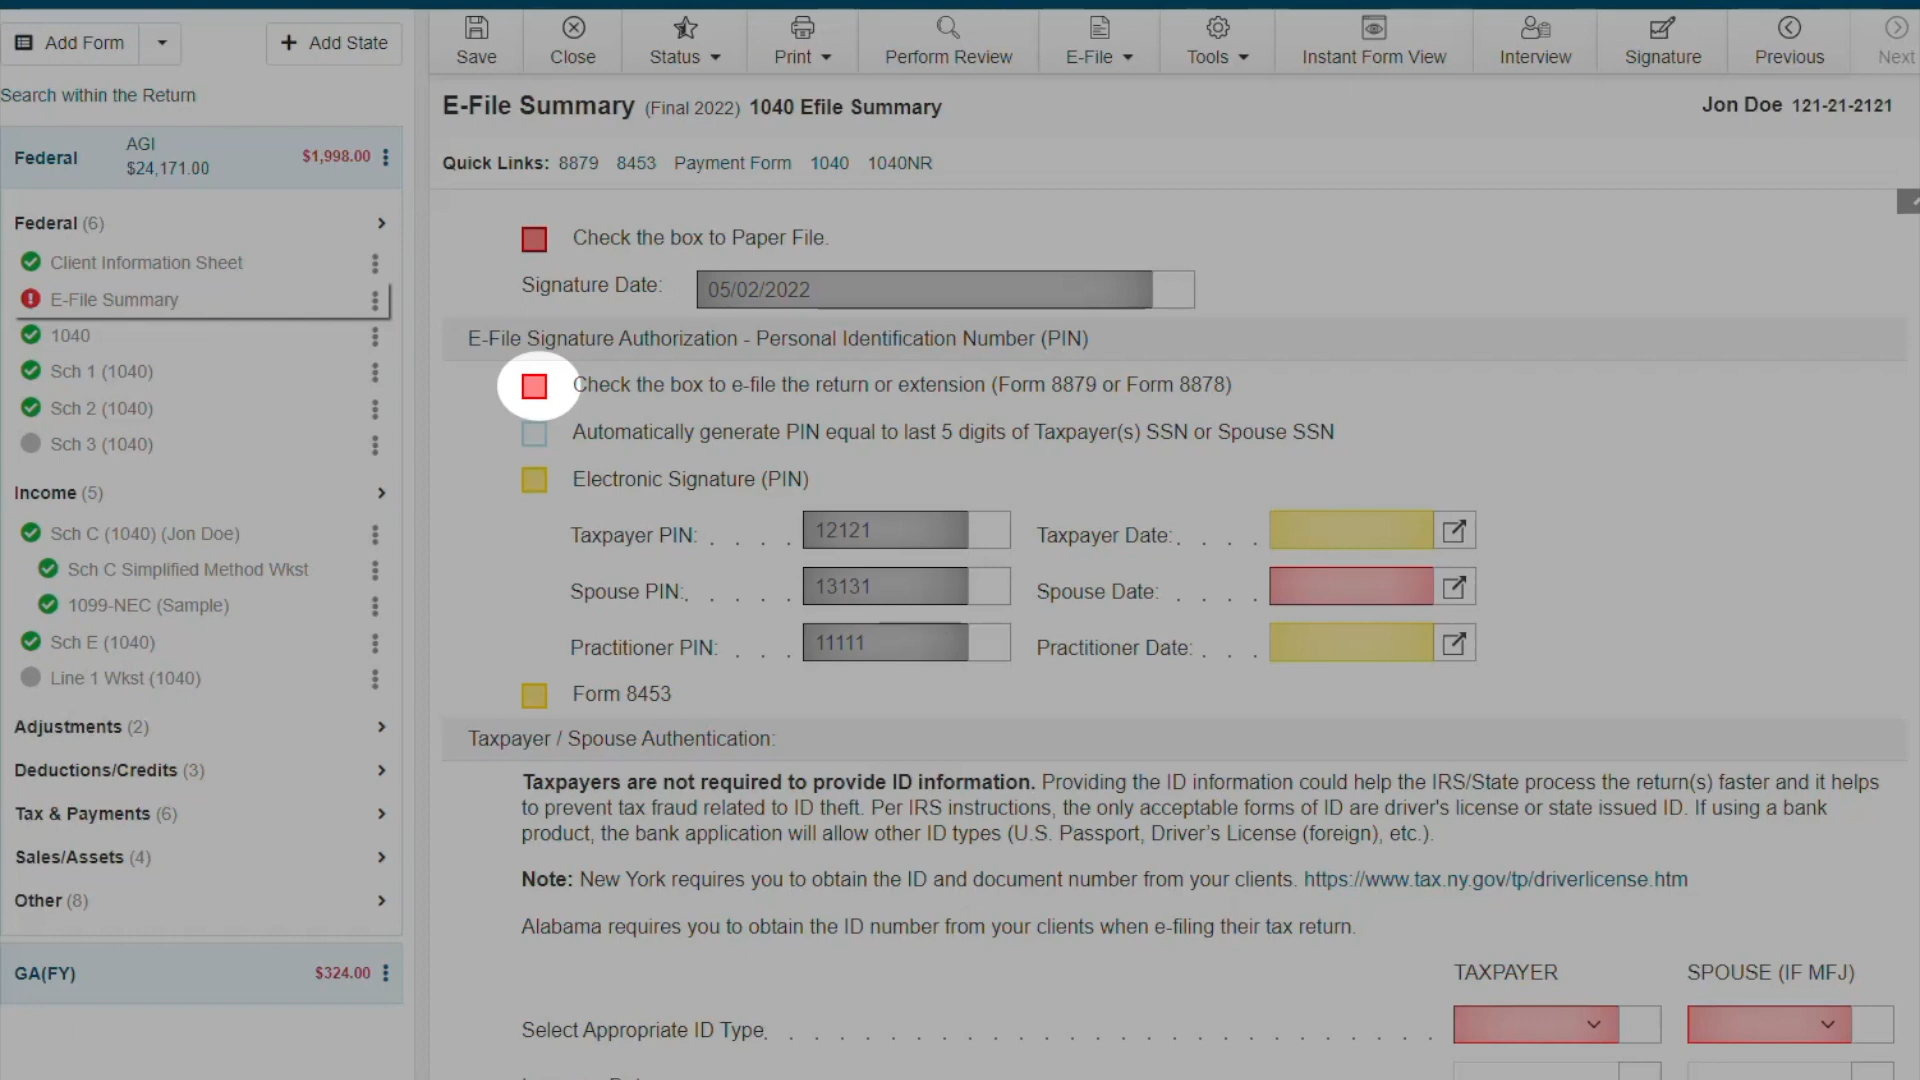 Add Form
Add State
Search within the Return
Federal
AGI
$24,171.00
$1,998.00
Federal (6)
Client Information Sheet
E-File Summary
1040
Sch 1 (1040)
Sch 2 (1040)
Sch 3 (1040)
Income (5)
Sch C (1040) (Jon Doe)
Sch C Simplified Method Wkst
1099-NEC (Sample)
Sch E (1040)
Line 1 Wkst (1040)
Adjustments (2)
Deductions/Credits (3)
Tax & Payments (6)
Sales/Assets (4)
Other (8)
GA(FY) $324.00
Save Close Status Print Perform Review E-File Tools Instant Form View Interview Signature Previous Next
E-File Summary (Final 2022) 1040 Efile Summary
Jon Doe 121-21-2121
Quick Links: 8879 8453 Payment Form 1040 1040NR
Check the box to Paper File.
Signature Date: 05/02/2022
E-File Signature Authorization - Personal Identification Number (PIN)
Check the box to e-file the return or extension (Form 8879 or Form 8878)
Automatically generate PIN equal to last 5 digits of Taxpayer(s) SSN or Spouse SSN
Electronic Signature (PIN)
Taxpayer PIN: . . . . 12121 Taxpayer Date: . . . .
Spouse PIN: . . . . 13131 Spouse Date: . . . .
Practitioner PIN: . . . 11111 Practitioner Date: . . .
Form 8453
Taxpayer / Spouse Authentication:
Taxpayers are not required to provide ID information. Providing the ID information could help the IRS/State process the return(s) faster and it helps
to prevent tax fraud related to ID theft. Per IRS instructions, the only acceptable forms of ID are driver's license or state issued ID. If using a bank
product, the bank application will allow other ID types (U.S. Passport, Driver's License (foreign), etc.).
Note: New York requires you to obtain the ID and document number from your clients. https://www.tax.ny.gov/tp/driverlicense.htm
Alabama requires you to obtain the ID number from your clients when e-filing their tax return.
TAXPAYER SPOUSE (IF MFJ)
Select Appropriate ID Type. . . . . . . . . . . . . . . . . . . . . . . . . . .